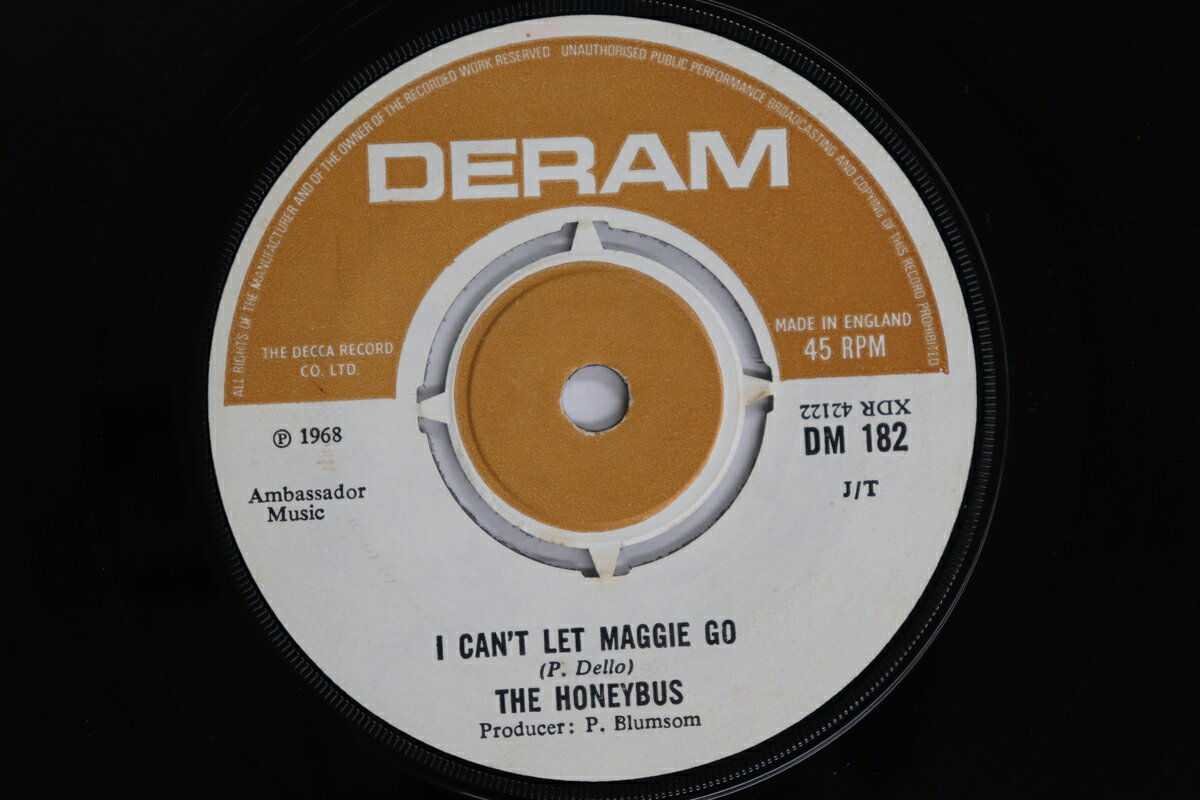 ALL RIGHTS OF THE MANUFACTURER AND OF THE OWNER OF THE RECORDED WORK RESERVED UNAUTHORISED PUBLIC PERFORMANCE BROADCASTING AND COPYING OF THIS RECORD PROHIBITED
DERAM
THE DECCA RECORD
CO. LTD.
MADE IN ENGLAND
45 RPM
℗ 1968
Ambassador
Music
XDR 42122
DM 182
J/T
I CAN'T LET MAGGIE GO
(P. Dello)
THE HONEYBUS
Producer: P. Blumsom